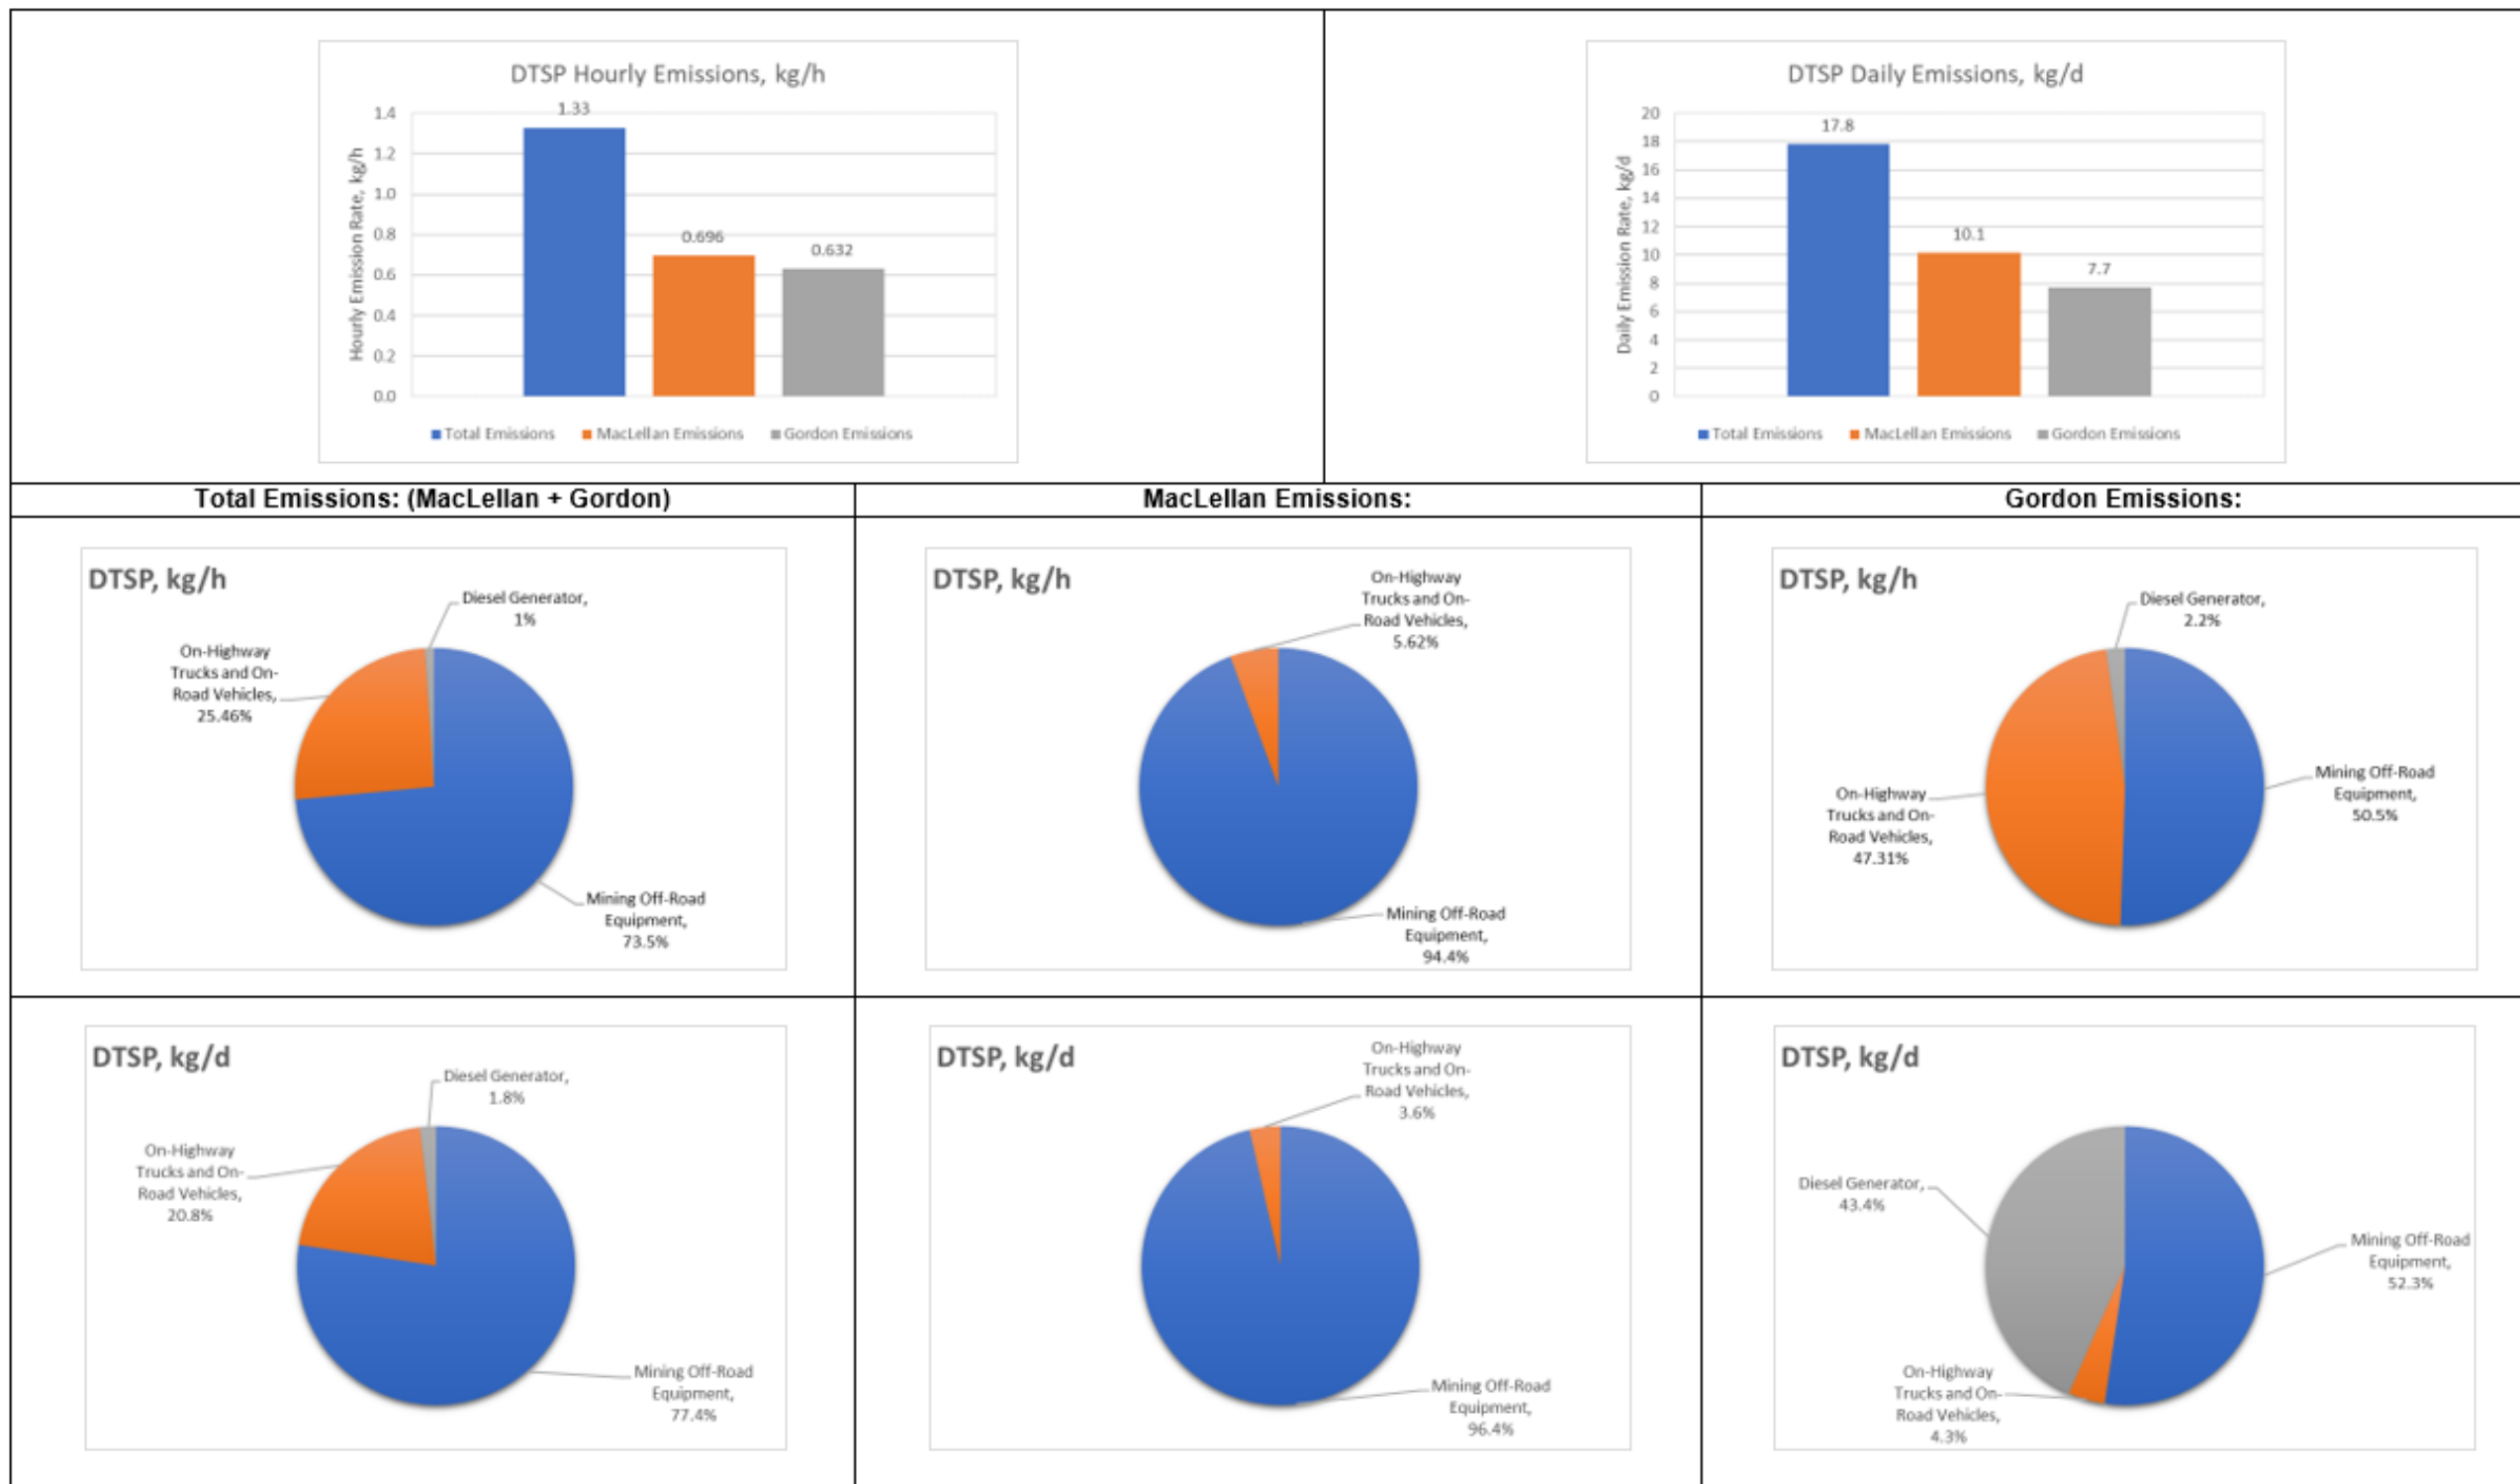 DTSP Hourly Emissions, kg/h
Hourly Emission Rate, kg/h
1.4
1.2
1.0
0.8
0.6
0.4
0.2
0.0
1.33
0.696
0.632
Total Emissions MacLellan Emissions Gordon Emissions
DTSP Daily Emissions, kg/d
Daily Emission Rate, kg/d
20
18
16
14
12
10
8
6
4
2
0
17.8
10.1
7.7
Total Emissions MacLellan Emissions Gordon Emissions
Total Emissions: (MacLellan + Gordon)
MacLellan Emissions:
Gordon Emissions:
DTSP, kg/h
Diesel Generator,
1%
On-Highway
Trucks and On-
Road Vehicles,
25.46%
Mining Off-Road
Equipment,
73.5%
DTSP, kg/h
On-Highway
Trucks and On-
Road Vehicles,
5.62%
Mining Off-Road
Equipment,
94.4%
DTSP, kg/h
Diesel Generator,
2.2%
Mining Off-Road
Equipment,
50.5%
On-Highway
Trucks and On-
Road Vehicles,
47.31%
DTSP, kg/d
Diesel Generator,
1.8%
On-Highway
Trucks and On-
Road Vehicles,
20.8%
Mining Off-Road
Equipment,
77.4%
DTSP, kg/d
On-Highway
Trucks and On-
Road Vehicles,
3.6%
Mining Off-Road
Equipment,
96.4%
DTSP, kg/d
Diesel Generator,
43.4%
Mining Off-Road
Equipment,
52.3%
On-Highway
Trucks and On-
Road Vehicles,
4.3%